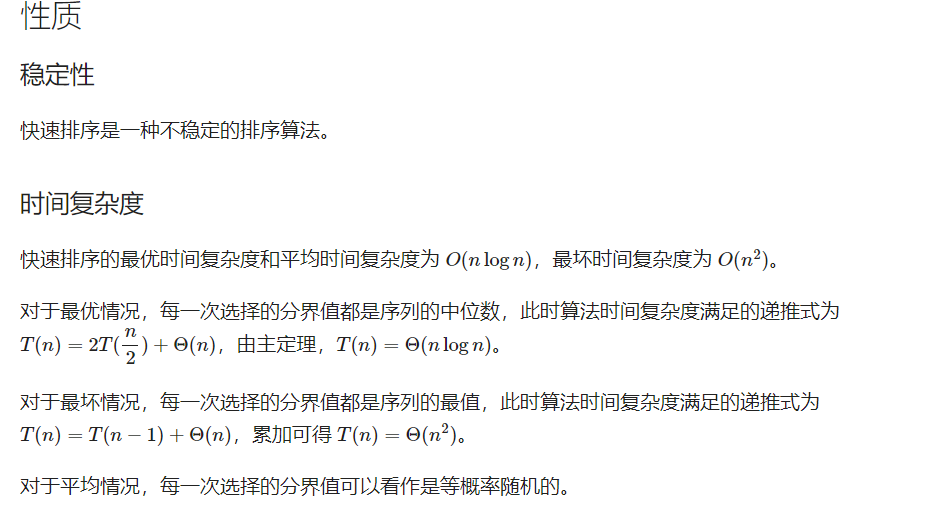 性质
稳定性
快速排序是一种不稳定的排序算法。
时间复杂度
快速排序的最优时间复杂度和平均时间复杂度为 O(n log n)，最坏时间复杂度为 O(n²)。
对于最优情况，每一次选择的分界值都是序列的中位数，此时算法时间复杂度满足的递推式为
T(n) = 2T(n/2) + Θ(n)，由主定理，T(n) = Θ(n log n)。
对于最坏情况，每一次选择的分界值都是序列的最值，此时算法时间复杂度满足的递推式为
T(n) = T(n − 1) + Θ(n)，累加可得 T(n) = Θ(n²)。
对于平均情况，每一次选择的分界值可以看作是等概率随机的。